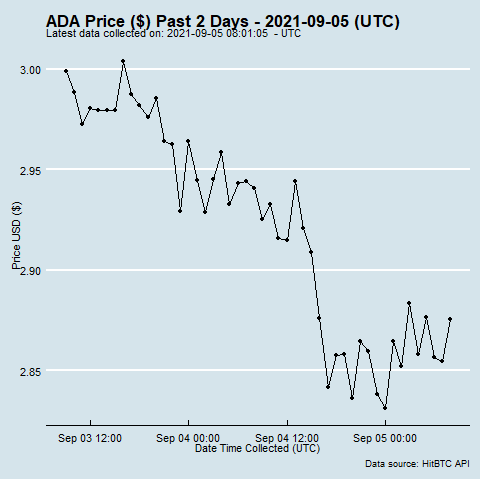 ADA Price ($) Past 2 Days - 2021-09-05 (UTC)
Latest data collected on: 2021-09-05 08:01:05 - UTC
3.00
2.95
2.90
2.85
Price USD ($)
Sep 03 12:00 Sep 04 00:00 Sep 04 12:00 Sep 05 00:00
Date Time Collected (UTC)
Data source: HitBTC API